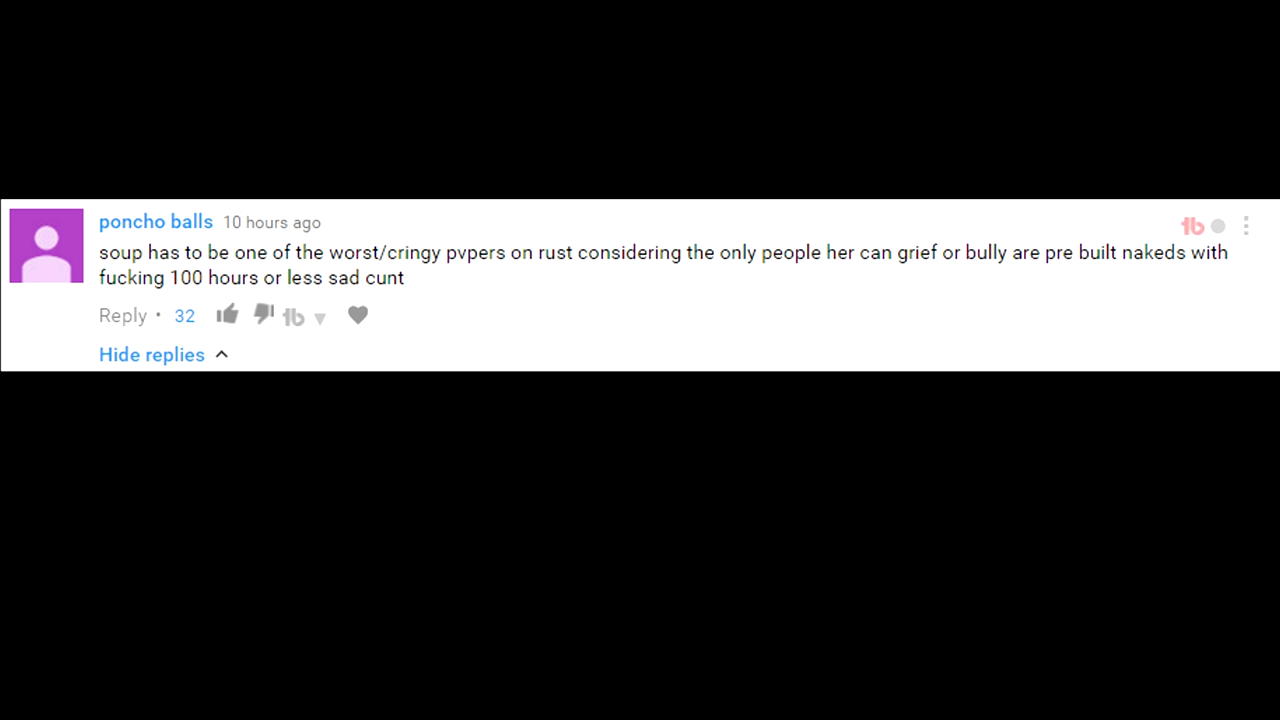 poncho balls 10 hours ago
soup has to be one of the worst/cringy pvpers on rust considering the only people her can grief or bully are pre built nakeds with
fucking 100 hours or less sad cunt
Reply • 32
Hide replies